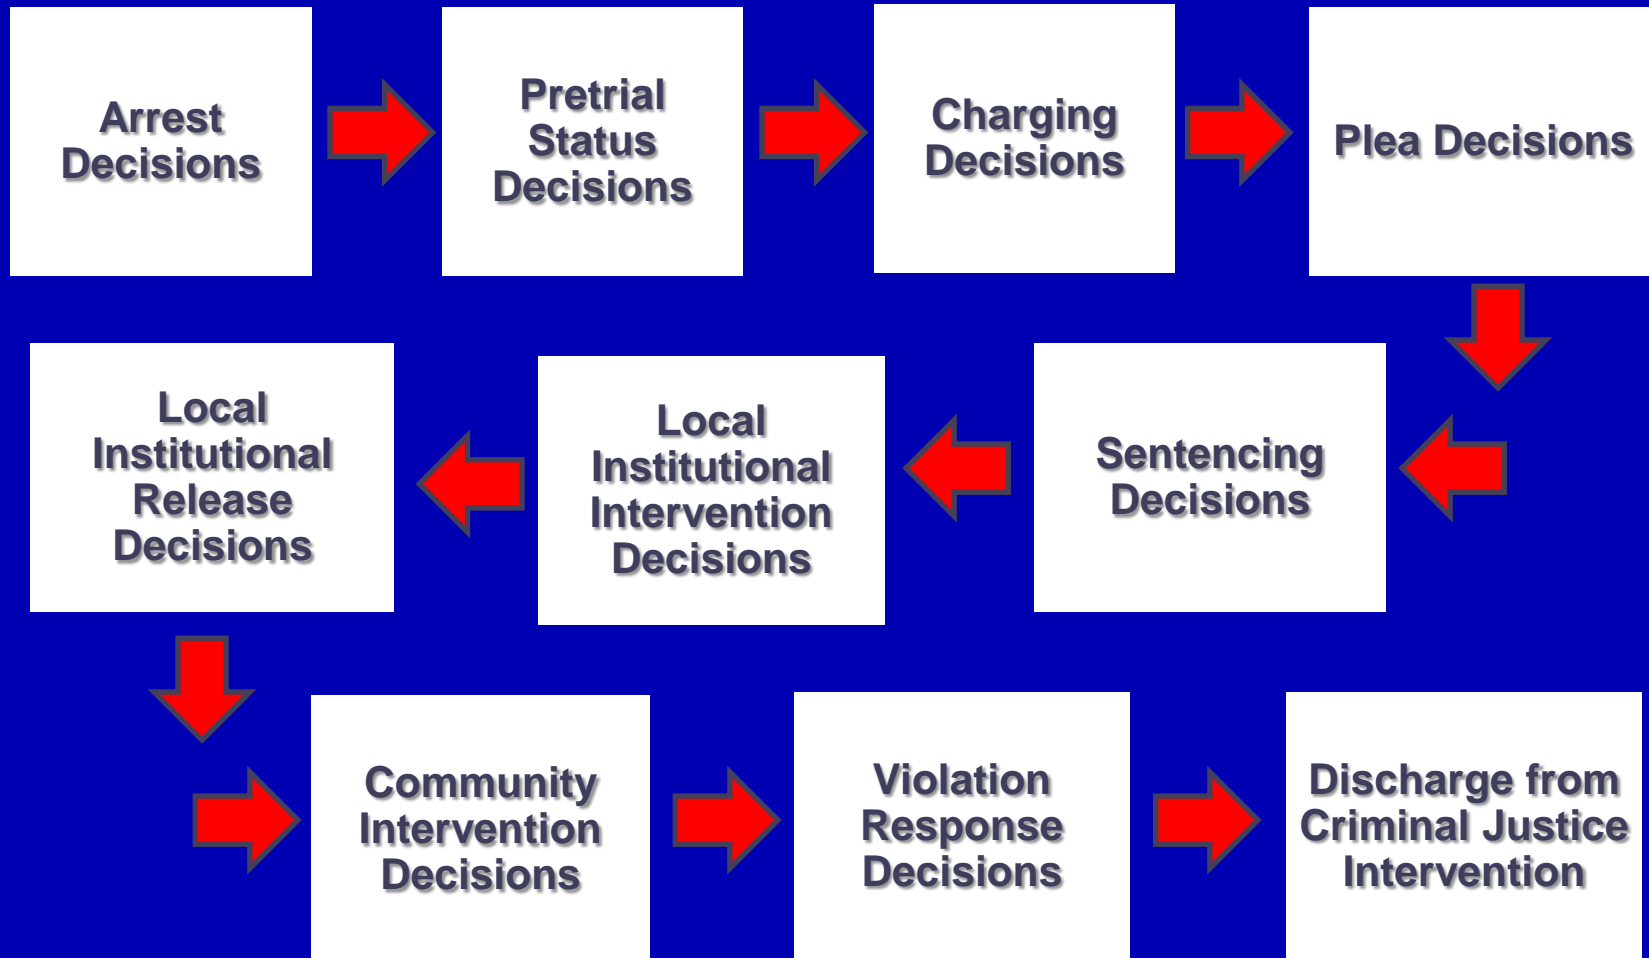 Arrest
Decisions
Pretrial
Status
Decisions
Charging
Decisions
Plea Decisions
Local
Institutional
Release
Decisions
Local
Institutional
Intervention
Decisions
Sentencing
Decisions
Community
Intervention
Decisions
Violation
Response
Decisions
Discharge from
Criminal Justice
Intervention